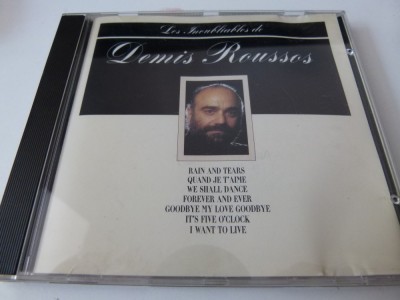 Les Inoubliables de
Demis Roussos
RAIN AND TEARS
QUAND JE T'AIME
WE SHALL DANCE
FOREVER AND EVER
GOODBYE MY LOVE GOODBYE
IT'S FIVE O'CLOCK
I WANT TO LIVE